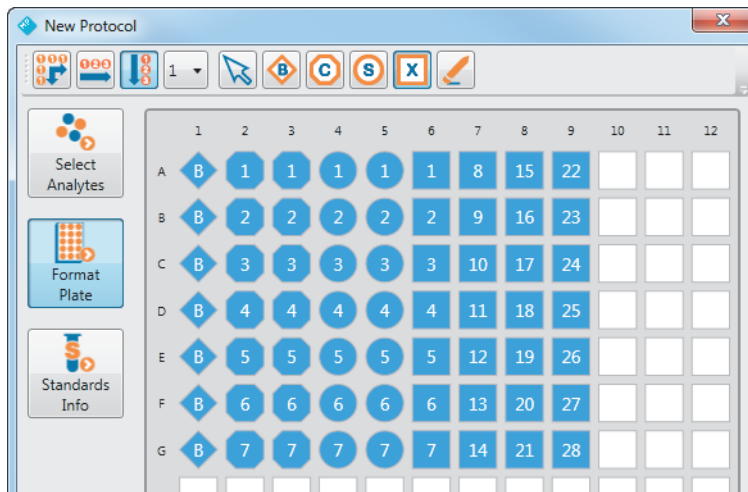 New Protocol
1 B C S X
Select
Analytes
Format
Plate
Standards
Info
1 2 3 4 5 6 7 8 9 10 11 12
A B 1 1 1 1 1 8 15 22
B B 2 2 2 2 2 9 16 23
C B 3 3 3 3 3 10 17 24
D B 4 4 4 4 4 11 18 25
E B 5 5 5 5 5 12 19 26
F B 6 6 6 6 6 13 20 27
G B 7 7 7 7 7 14 21 28